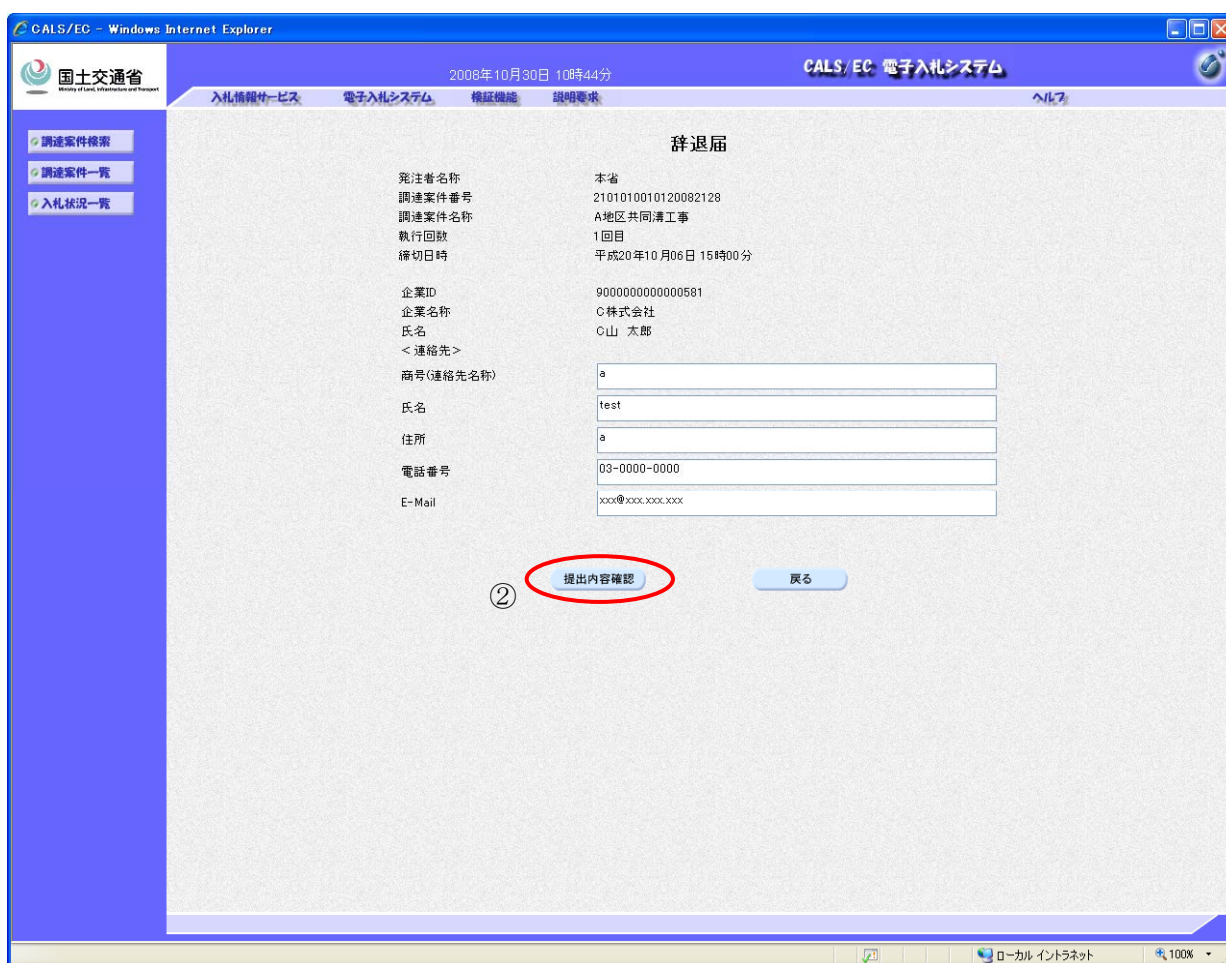 CALS/EC - Windows Internet Explorer
国土交通省
Ministry of Land, Infrastructure and Transport
2008年10月30日 10時44分
CALS/EC 電子入札システム
入札情報サービス 電子入札システム 検証機能 説明要求 ヘルプ
調達案件検索
調達案件一覧
入札状況一覧
辞退届
発注者名称 本省
調達案件番号 2101010010120082128
調達案件名称 A地区共同溝工事
執行回数 1回目
締切日時 平成20年10月06日 15時00分
企業ID 9000000000000581
企業名称 C株式会社
氏名 C山 太郎
<連絡先>
商号(連絡先名称) a
氏名 test
住所 a
電話番号 03-0000-0000
E-Mail xxx@xxx.xxx.xxx
② 提出内容確認 戻る
ローカル イントラネット 100%